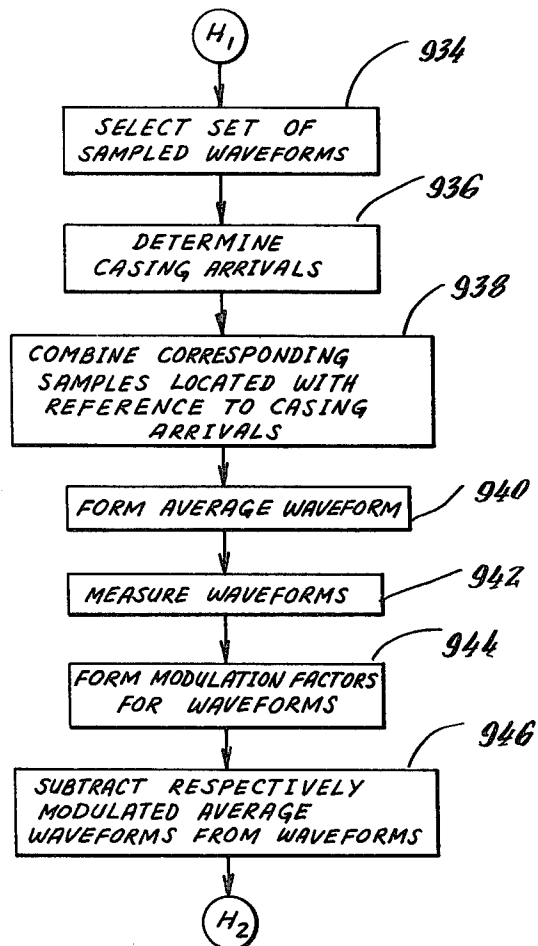 H1
934
SELECT SET OF
SAMPLED WAVEFORMS
936
DETERMINE
CASING ARRIVALS
938
COMBINE CORRESPONDING
SAMPLES LOCATED WITH
REFERENCE TO CASING
ARRIVALS
940
FORM AVERAGE WAVEFORM
942
MEASURE WAVEFORMS
944
FORM MODULATION FACTORS
FOR WAVEFORMS
946
SUBTRACT RESPECTIVELY
MODULATED AVERAGE
WAVEFORMS FROM WAVEFORMS
H2